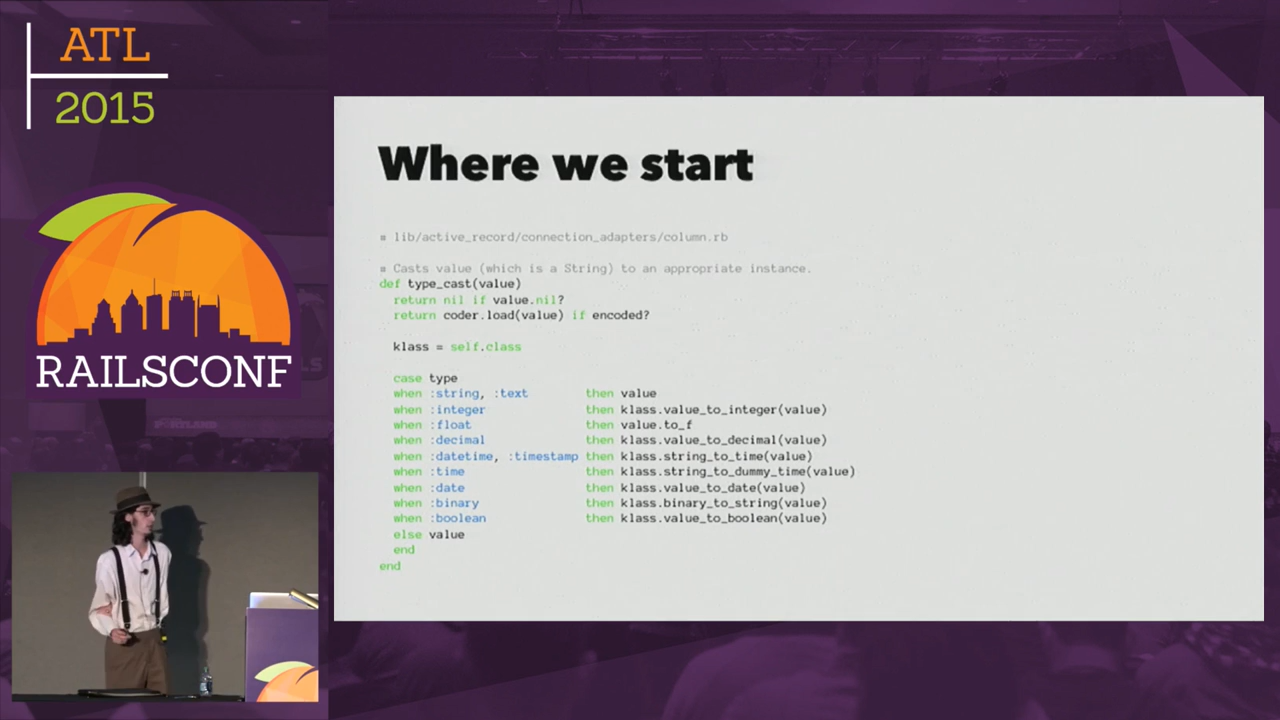 ATL
2015
RAILSCONF
Where we start
# lib/active_record/connection_adapters/column.rb
# Casts value (which is a String) to an appropriate instance.
def type_cast(value)
return nil if value.nil?
return coder.load(value) if encoded?
klass = self.class
case type
when :string, :text then value
when :integer then klass.value_to_integer(value)
when :float then value.to_f
when :decimal then klass.value_to_decimal(value)
when :datetime, :timestamp then klass.string_to_time(value)
when :time then klass.string_to_dummy_time(value)
when :date then klass.value_to_date(value)
when :binary then klass.binary_to_string(value)
when :boolean then klass.value_to_boolean(value)
else value
end
end